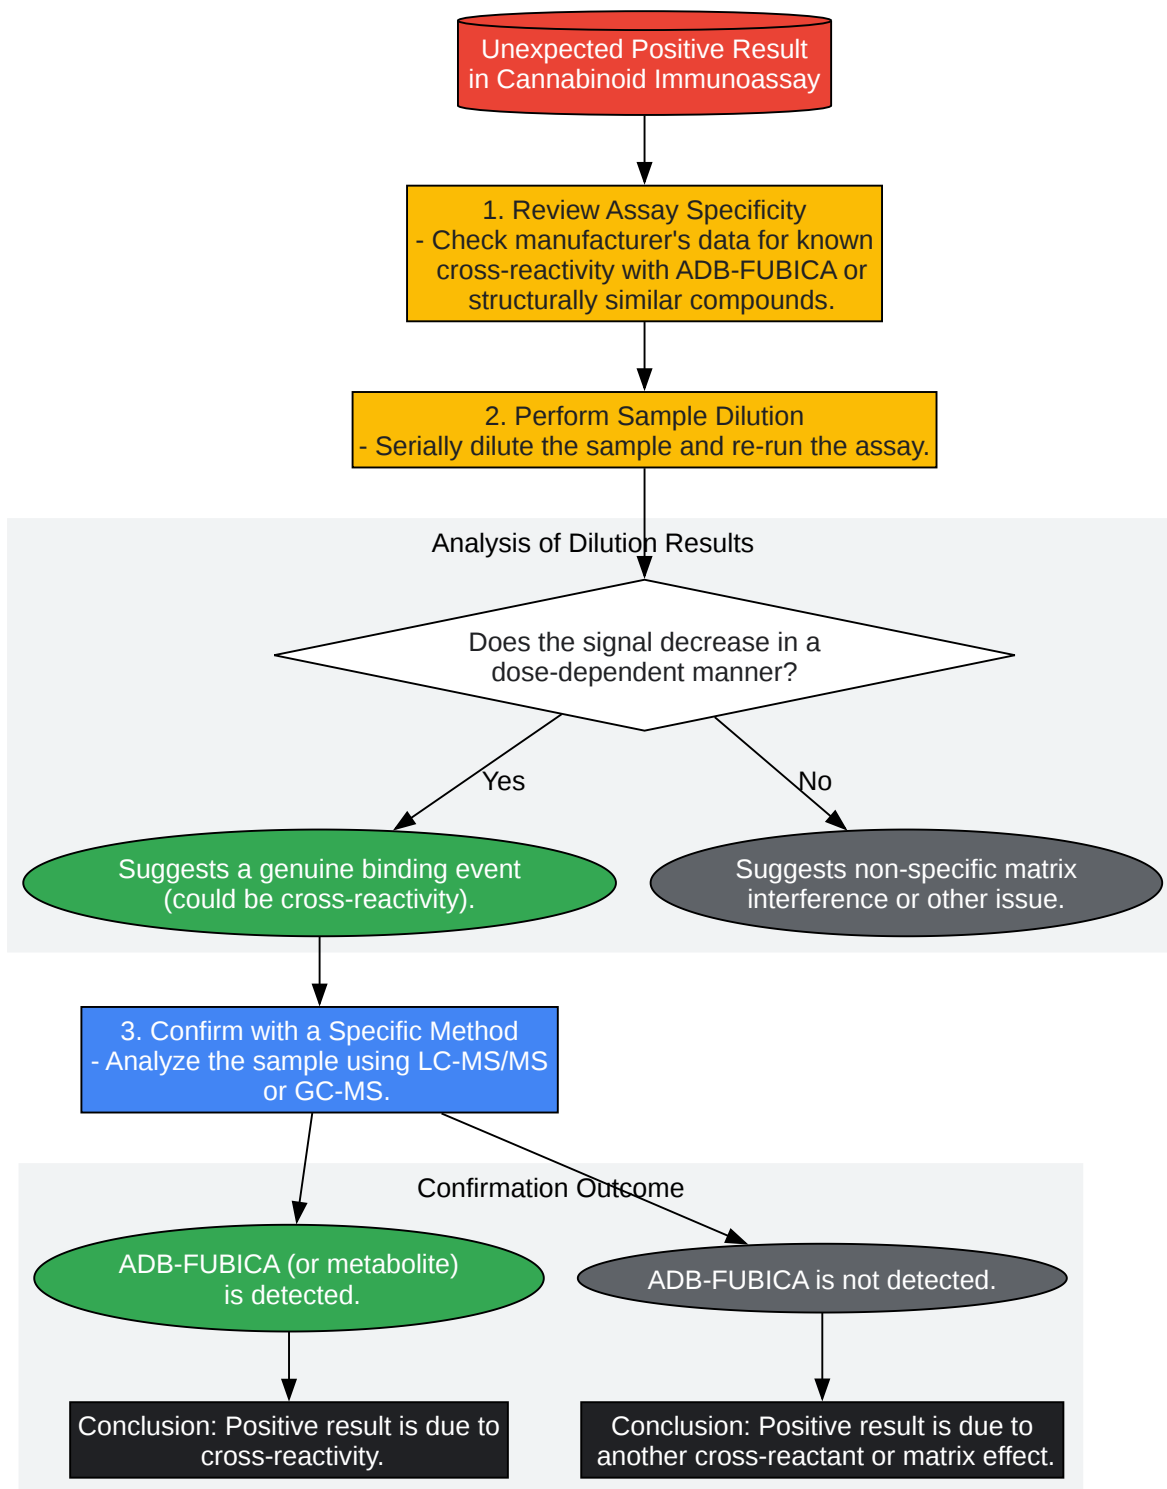 Unexpected Positive Result
in Cannabinoid Immunoassay
1. Review Assay Specificity
- Check manufacturer's data for known
cross-reactivity with ADB-FUBICA or
structurally similar compounds.
2. Perform Sample Dilution
- Serially dilute the sample and re-run the assay.
Analysis of Dilution Results
Does the signal decrease in a
dose-dependent manner?
Yes
No
Suggests a genuine binding event
(could be cross-reactivity).
Suggests non-specific matrix
interference or other issue.
3. Confirm with a Specific Method
- Analyze the sample using LC-MS/MS
or GC-MS.
Confirmation Outcome
ADB-FUBICA (or metabolite)
is detected.
ADB-FUBICA is not detected.
Conclusion: Positive result is due to
cross-reactivity.
Conclusion: Positive result is due to
another cross-reactant or matrix effect.